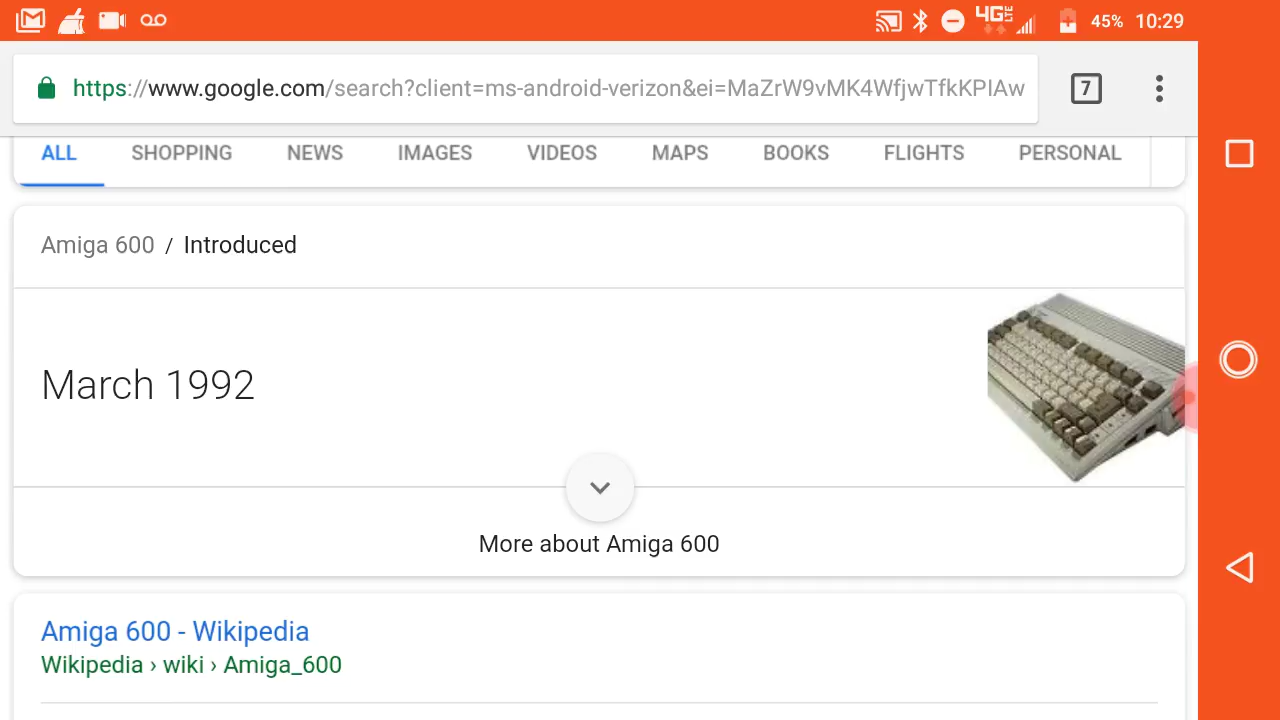 4G LTE 45% 10:29
https://www.google.com/search?client=ms-android-verizon&ei=MaZrW9vMK4WfjwTfkKPIAw 7
ALL SHOPPING NEWS IMAGES VIDEOS MAPS BOOKS FLIGHTS PERSONAL
Amiga 600 / Introduced
March 1992
More about Amiga 600
Amiga 600 - Wikipedia
Wikipedia › wiki › Amiga_600